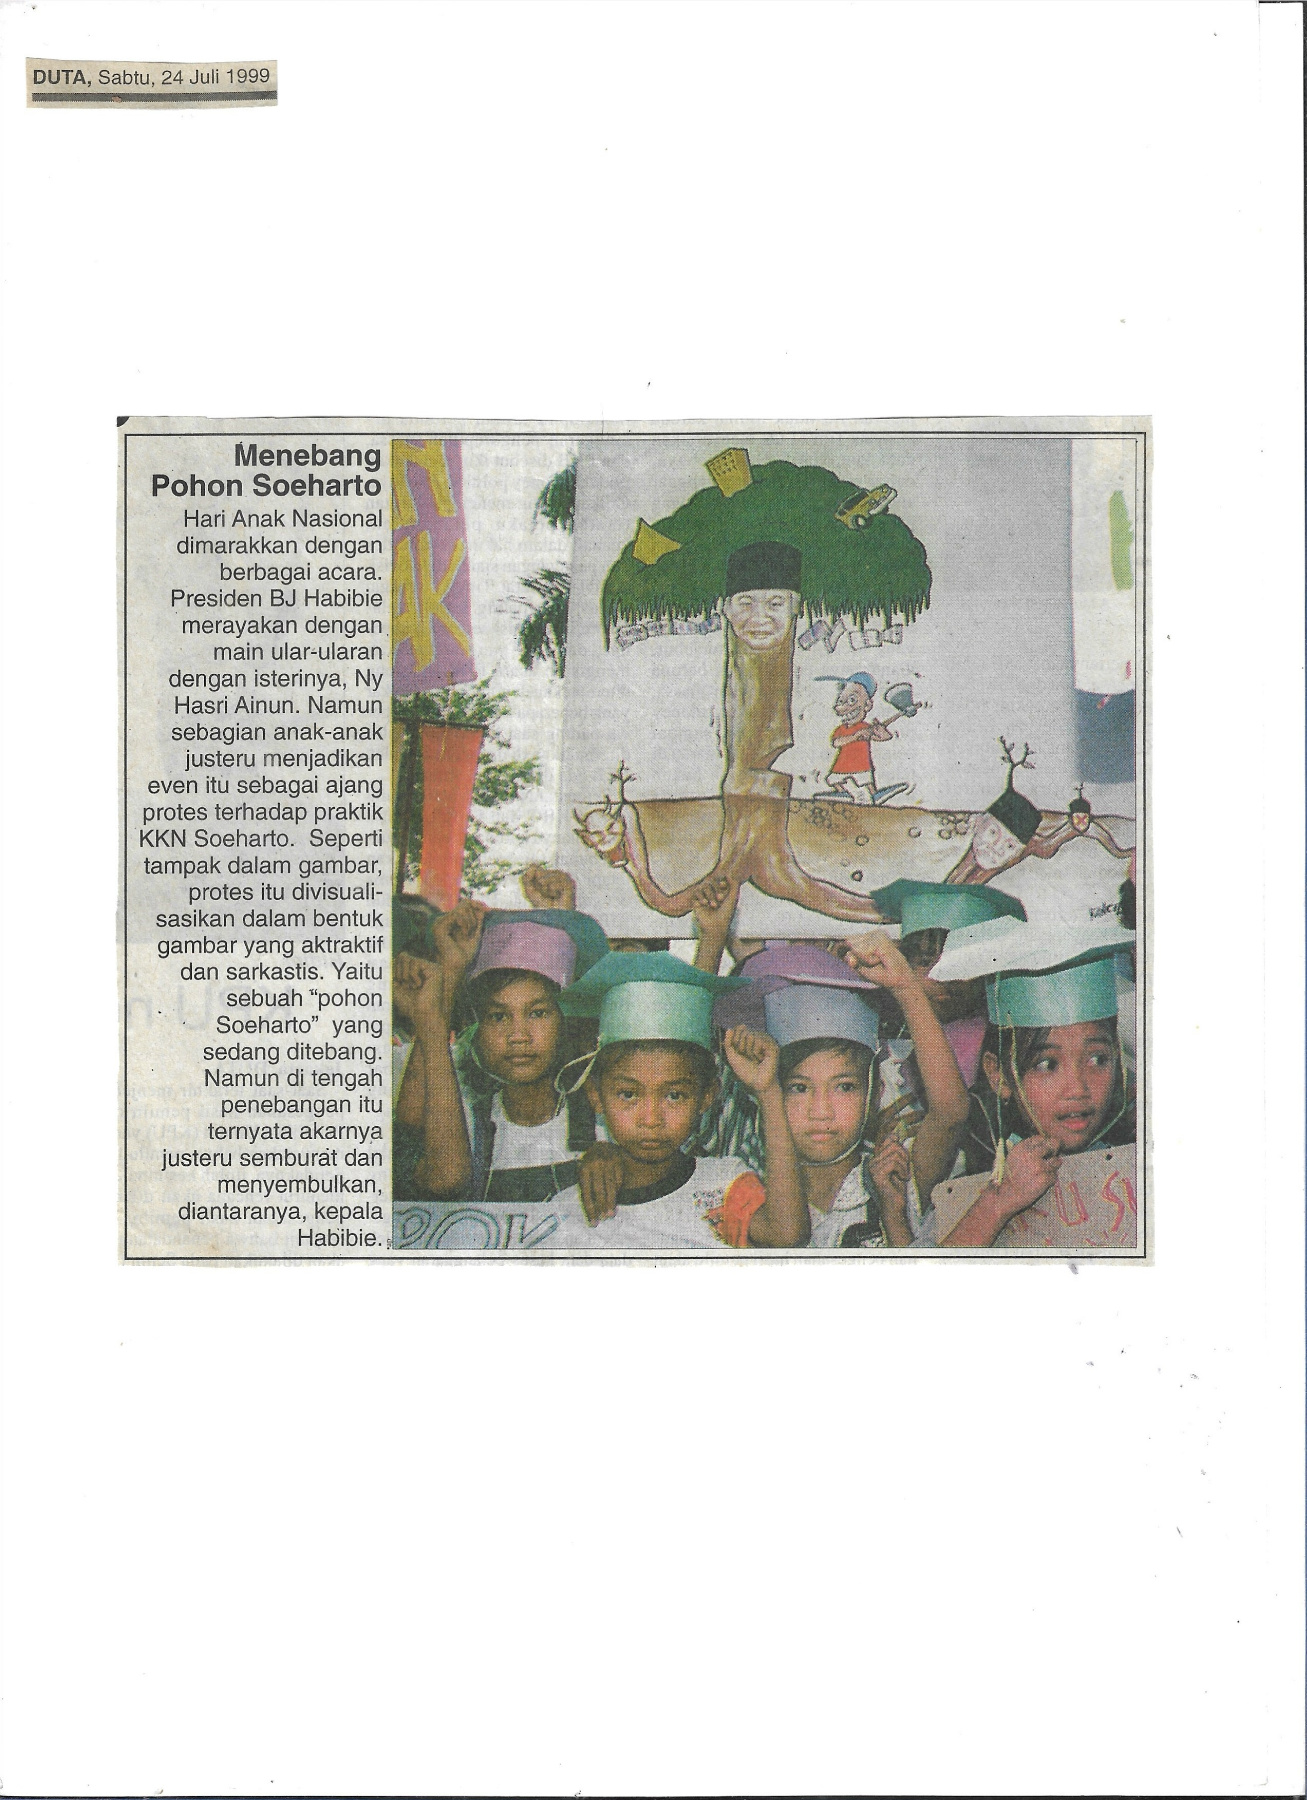 DUTA, Sabtu, 24 Juli 1999
Menebang
Pohon Soeharto
Hari Anak Nasional
dimarakkan dengan
berbagai acara.
Presiden BJ Habibie
merayakan dengan
main ular-ularan
dengan isterinya, Ny
Hasri Ainun. Namun
sebagian anak-anak
justeru menjadikan
even itu sebagai ajang
protes terhadap praktik
KKN Soeharto. Seperti
tampak dalam gambar,
protes itu divisuali-
sasikan dalam bentuk
gambar yang aktraktif
dan sarkastis. Yaitu
sebuah “pohon
Soeharto” yang
sedang ditebang.
Namun di tengah
penebangan itu
ternyata akarnya
justeru semburat dan
menyembulkan,
diantaranya, kepala
Habibie.
AK
POK